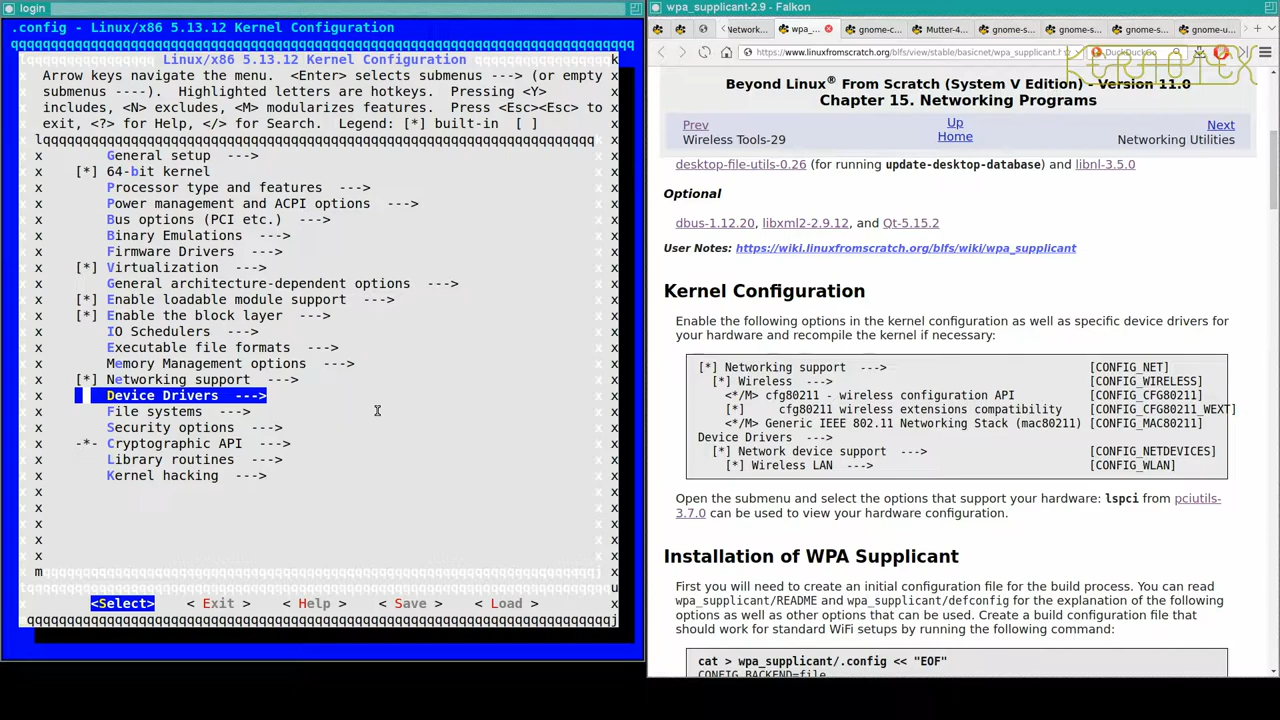 login
.config - Linux/x86 5.13.12 Kernel Configuration
Linux/x86 5.13.12 Kernel Configuration
Arrow keys navigate the menu.  <Enter> selects submenus ---> (or empty
submenus ----).  Highlighted letters are hotkeys.  Pressing <Y>
includes, <N> excludes, <M> modularizes features.  Press <Esc><Esc> to
exit, <?> for Help, </> for Search.  Legend: [*] built-in  [ ]
General setup  --->
[*] 64-bit kernel
Processor type and features  --->
Power management and ACPI options  --->
Bus options (PCI etc.)  --->
Binary Emulations  --->
Firmware Drivers  --->
[*] Virtualization  --->
General architecture-dependent options  --->
[*] Enable loadable module support  --->
[*] Enable the block layer  --->
IO Schedulers  --->
Executable file formats  --->
Memory Management options  --->
[*] Networking support  --->
Device Drivers  --->
File systems  --->
Security options  --->
-*- Cryptographic API  --->
Library routines  --->
Kernel hacking  --->
<Select>    < Exit >    < Help >    < Save >    < Load >
wpa_supplicant-2.9 - Falkon
(Network. wpa_... gnome-c Mutter-4 gnome-s gnome-s gnome-u
https://www.linuxfromscratch.org/blfs/view/stable/basicnet/wpa_supplicant.h
DuckDuckGo
KERNOTEX
Beyond Linux® From Scratch (System V Edition) - Version 11.0
Chapter 15. Networking Programs
Prev Up Next
Wireless Tools-29 Home Networking Utilities
desktop-file-utils-0.26 (for running update-desktop-database) and libnl-3.5.0
Optional
dbus-1.12.20, libxml2-2.9.12, and Qt-5.15.2
User Notes: https://wiki.linuxfromscratch.org/blfs/wiki/wpa_supplicant
Kernel Configuration
Enable the following options in the kernel configuration as well as specific device drivers for
your hardware and recompile the kernel if necessary:
[*] Networking support  --->  [CONFIG_NET]
[*] Wireless  --->  [CONFIG_WIRELESS]
<*/M> cfg80211 - wireless configuration API  [CONFIG_CFG80211]
[*]  cfg80211 wireless extensions compatibility  [CONFIG_CFG80211_WEXT]
<*/M> Generic IEEE 802.11 Networking Stack (mac80211)  [CONFIG_MAC80211]
Device Drivers  --->
[*] Network device support  --->  [CONFIG_NETDEVICES]
[*] Wireless LAN  --->  [CONFIG_WLAN]
Open the submenu and select the options that support your hardware: lspci from pciutils-
3.7.0 can be used to view your hardware configuration.
Installation of WPA Supplicant
First you will need to create an initial configuration file for the build process. You can read
wpa_supplicant/README and wpa_supplicant/defconfig for the explanation of the following
options as well as other options that can be used. Create a build configuration file that
should work for standard WiFi setups by running the following command:
cat > wpa_supplicant/.config << "EOF"
CONFIG_BACKEND=file